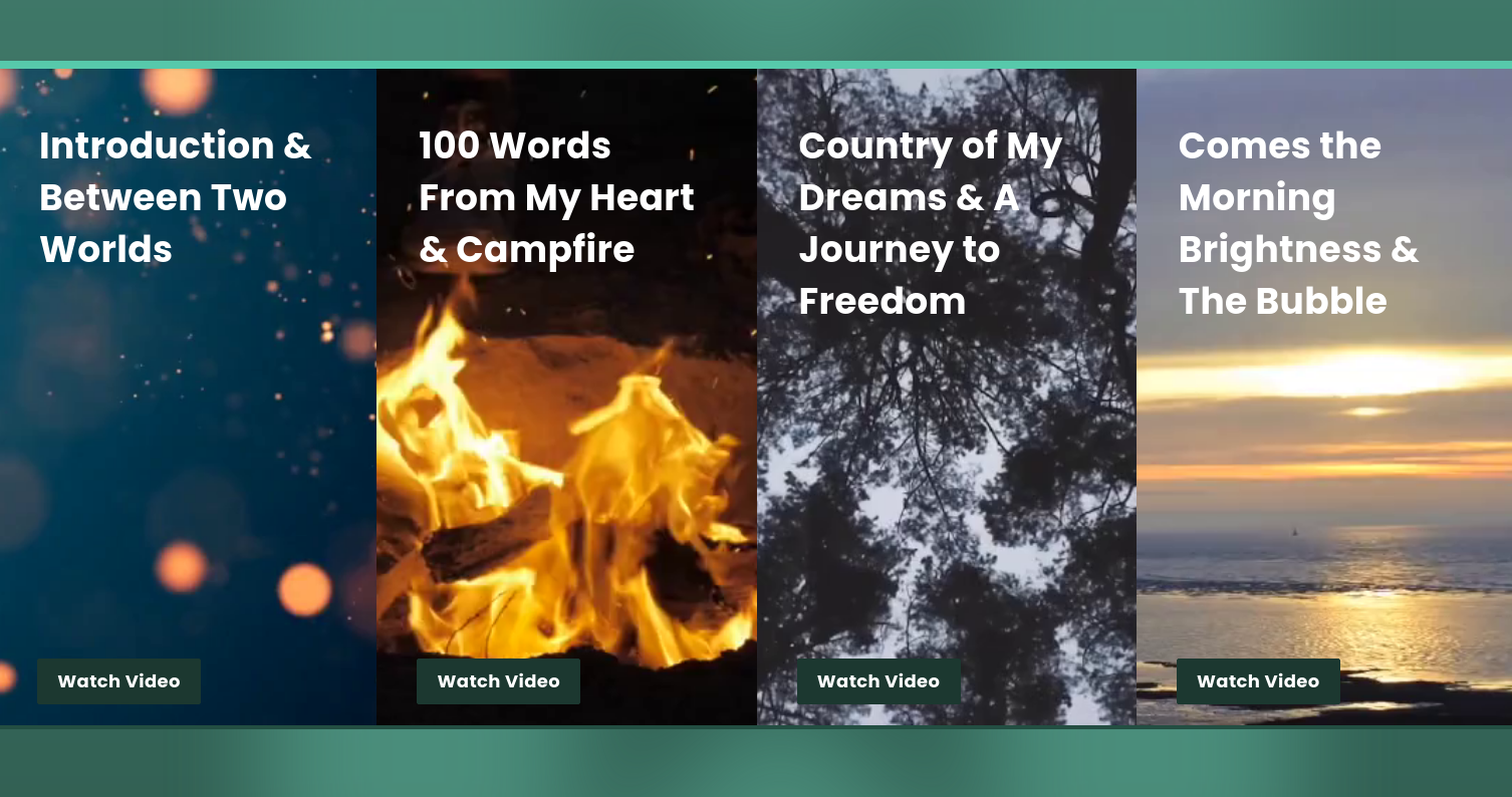 Introduction &
Between Two
Worlds
Watch Video
100 Words
From My Heart
& Campfire
Watch Video
Country of My
Dreams & A
Journey to
Freedom
Watch Video
Comes the
Morning
Brightness &
The Bubble
Watch Video